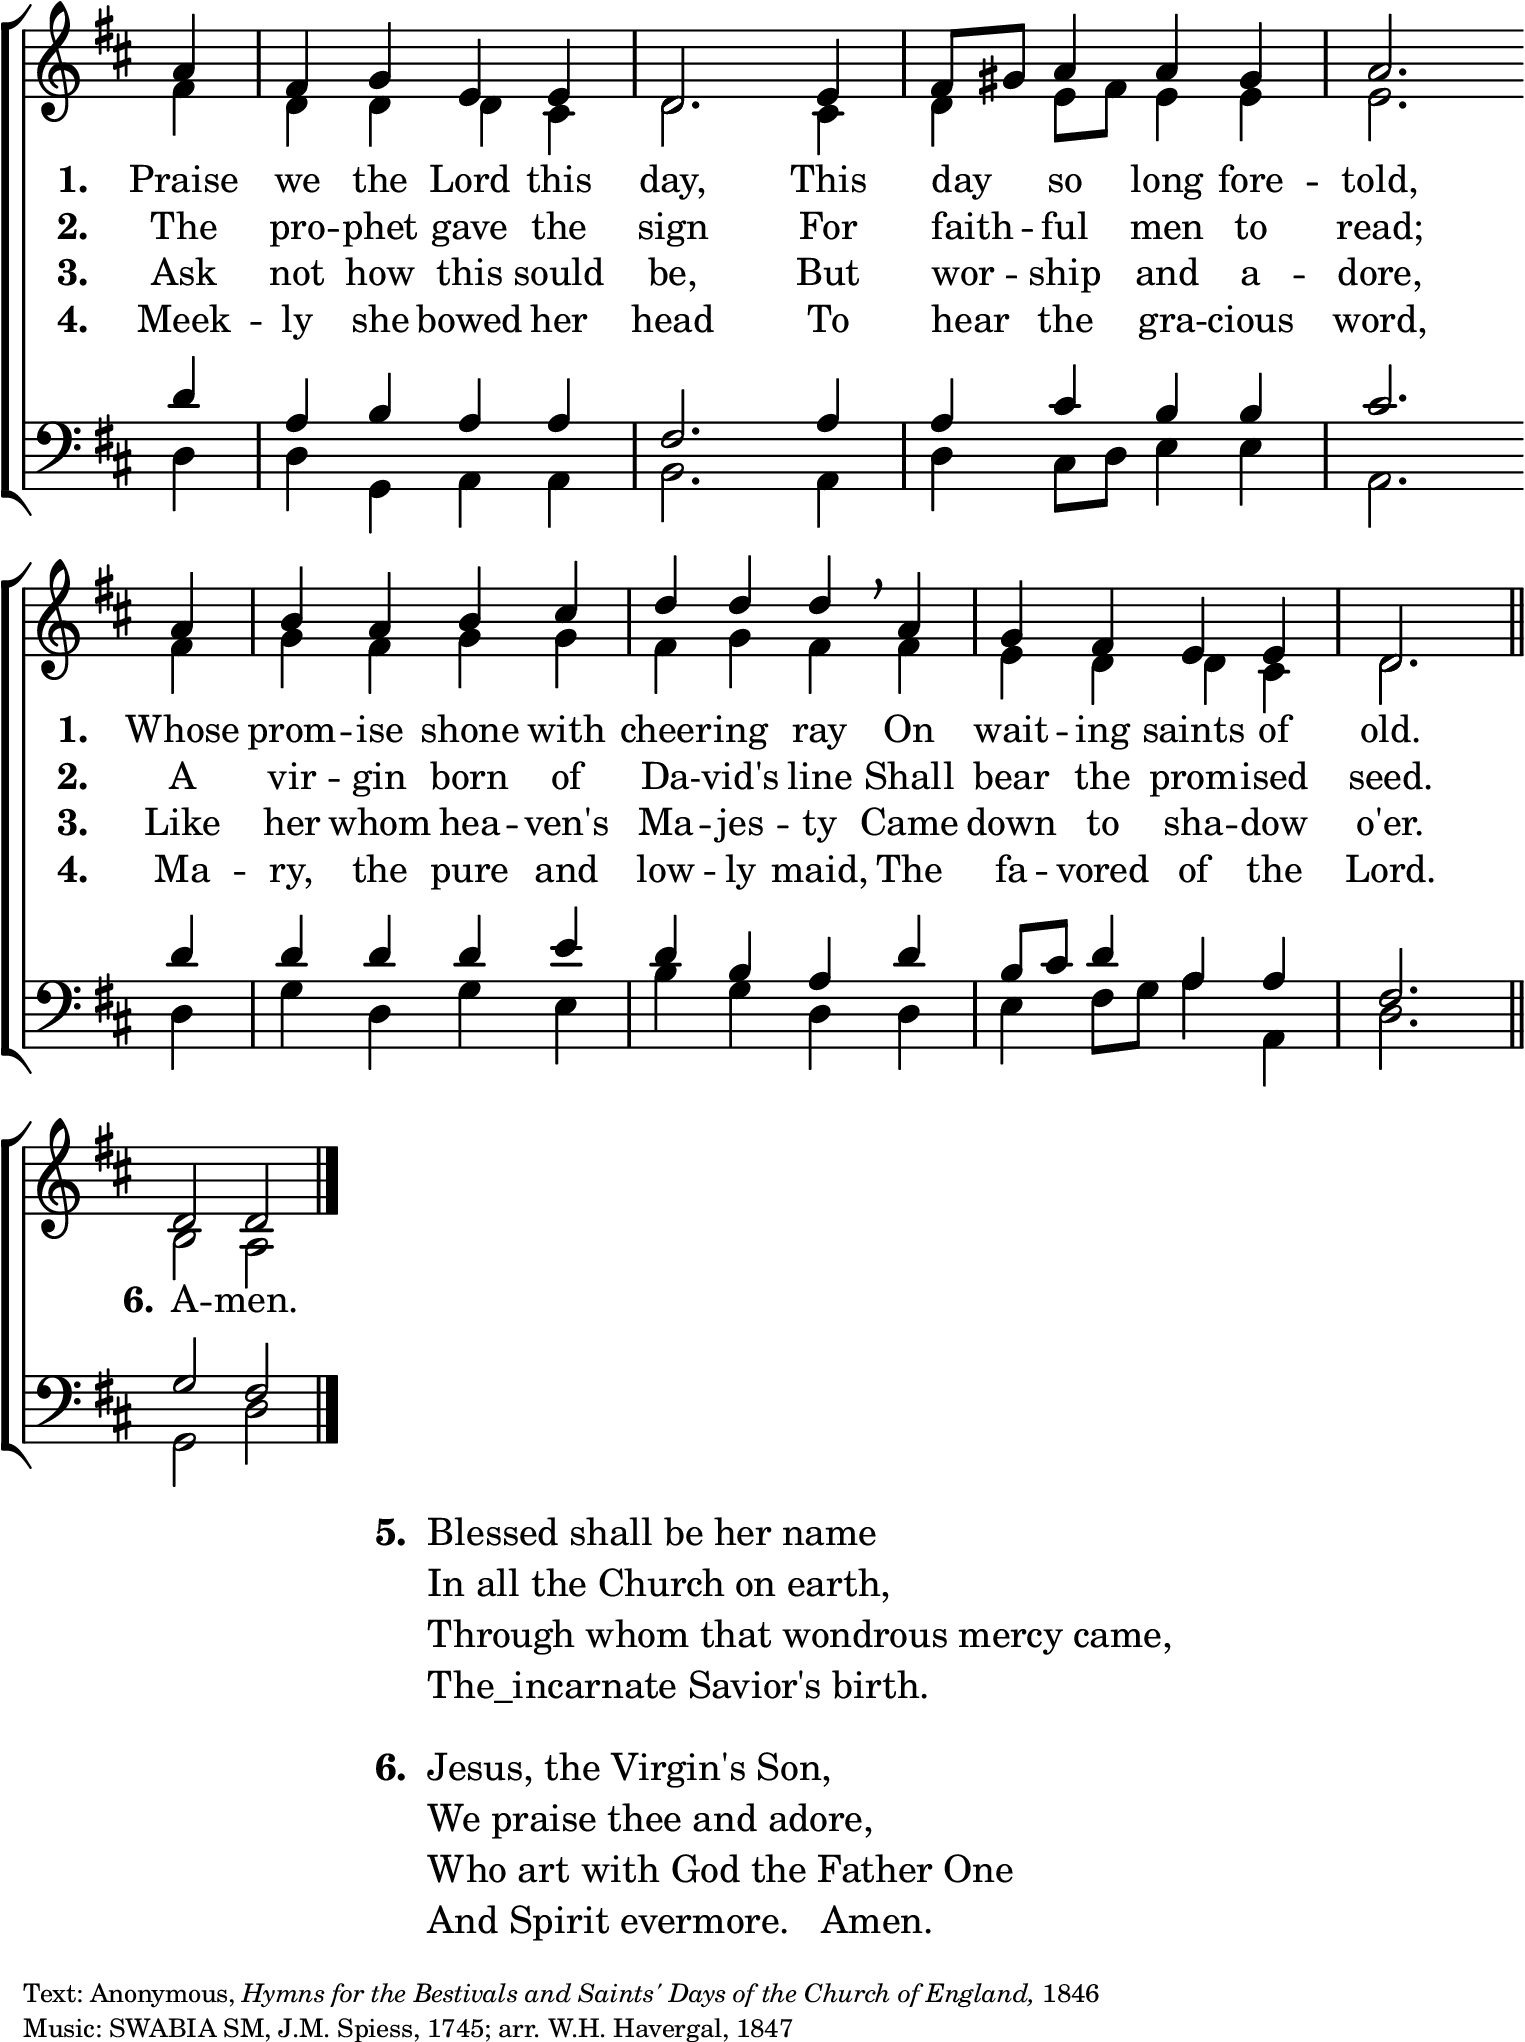 1. Praise we the Lord this day, This day so long fore -- told,
2. The pro -- phet gave the sign For faith -- ful men to read;
3. Ask not how this sould be, But wor -- ship and a -- dore,
4. Meek -- ly she bowed her head To hear the gra -- cious word,
1. Whose prom -- ise shone with cheering ray On wait -- ing saints of old.
2. A vir -- gin born of Da -- vid's line Shall bear the promised seed.
3. Like her whom hea -- ven's Ma -- jes -- ty Came down to sha -- dow o'er.
4. Ma -- ry, the pure and low -- ly maid, The fa -- vored of the Lord.
6. A -- men.
5. Blessed shall be her name
In all the Church on earth,
Through whom that wondrous mercy came,
The_incarnate Savior's birth.
6. Jesus, the Virgin's Son,
We praise thee and adore,
Who art with God the Father One
And Spirit evermore. Amen.
Text: Anonymous, Hymns for the Bestivals and Saints' Days of the Church of England, 1846
Music: SWABIA SM, J.M. Spiess, 1745; arr. W.H. Havergal, 1847